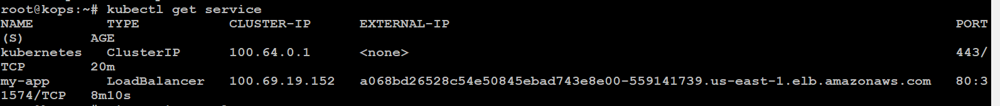 root@kops:~# kubectl get service
NAME         TYPE           CLUSTER-IP      EXTERNAL-IP                                                              PORT
(S)        AGE
kubernetes   ClusterIP      100.64.0.1      <none>                                                                   443/
TCP        20m
my-app       LoadBalancer   100.69.19.152   a068bd26528c54e50845ebad743e8e00-559141739.us-east-1.elb.amazonaws.com   80:3
1574/TCP   8m10s